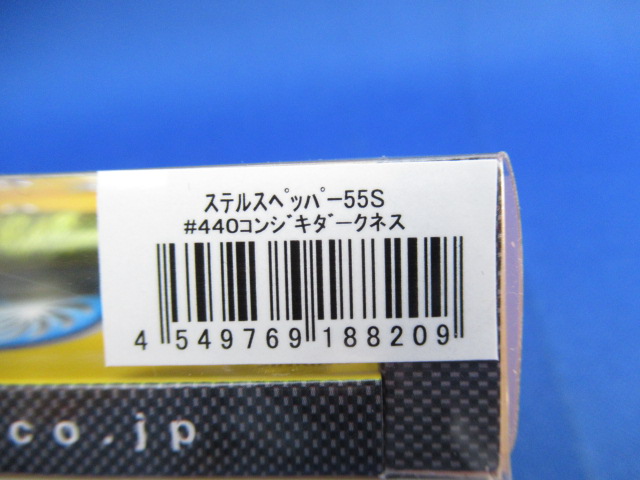 ｽﾃﾙｽﾍﾟｯﾊﾟｰ55S
#440ｺﾝｼﾞｷﾀﾞｰｸﾈｽ
4 549769 188209
co.jp